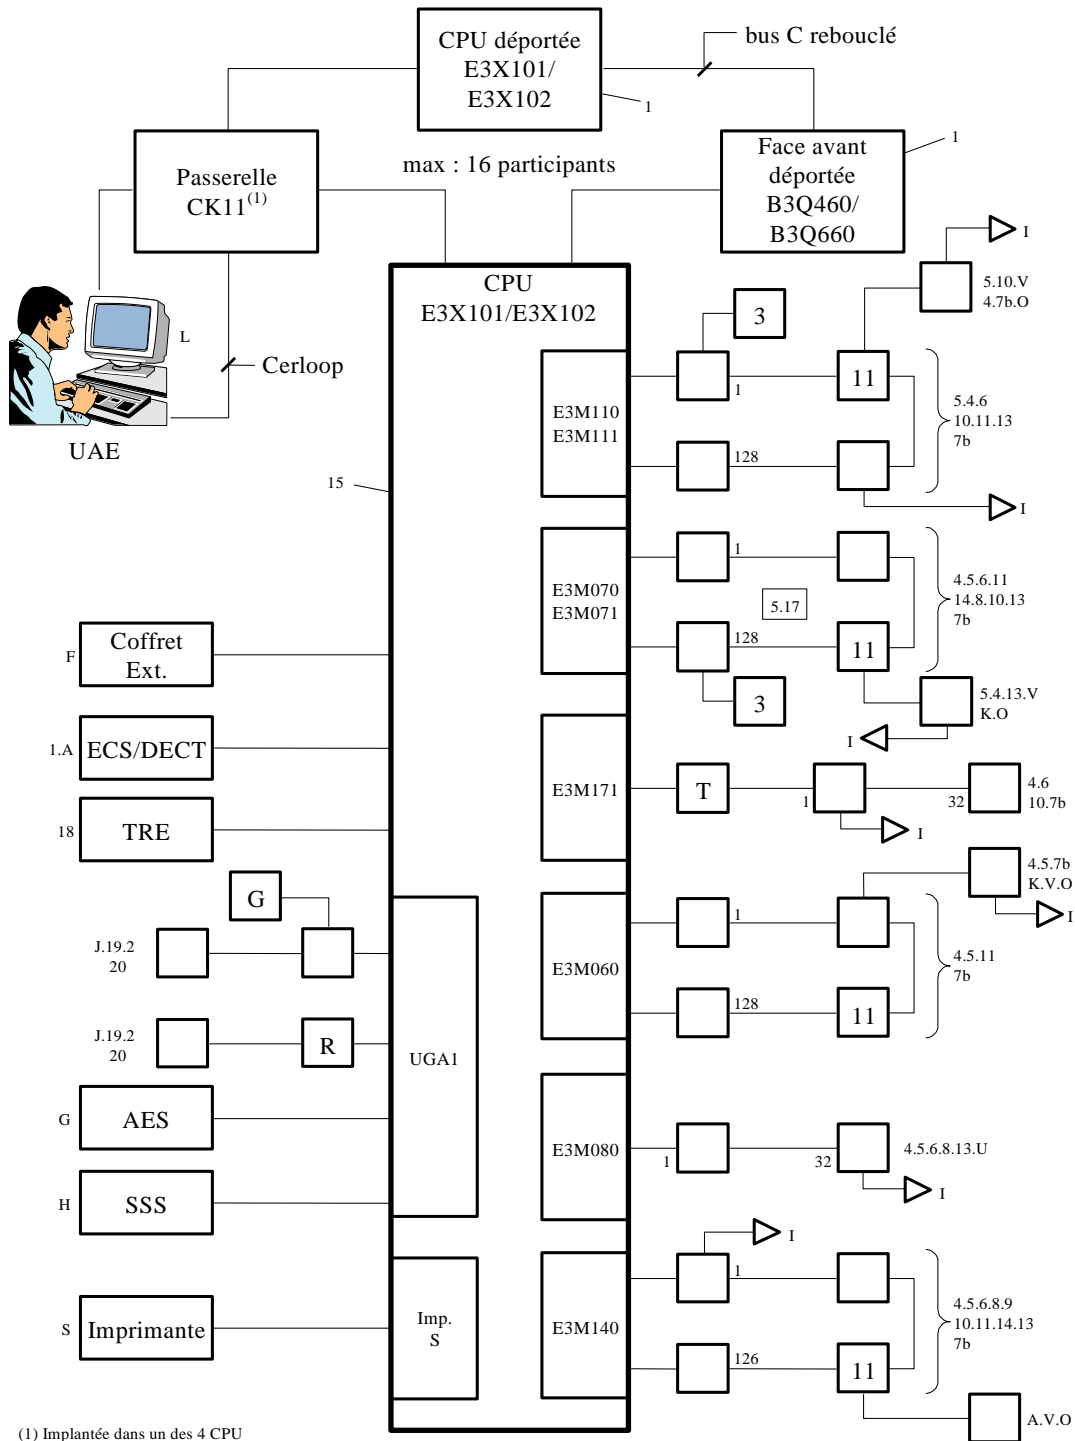 CPU déportée
E3X101/
E3X102
bus C rebouclé
1
Passerelle
CK11(1)
max : 16 participants
Face avant
déportée
B3Q460/
B3Q660
1
CPU
E3X101/E3X102
L
Cerloop
UAE
15
I
5.10.V
4.7b.O
3
E3M110
E3M111
1
11
5.4.6
10.11.13
7b
128
I
E3M070
E3M071
1
5.17
4.5.6.11
14.8.10.13
7b
128
11
3
5.4.13.V
K.O
I
F
Coffret
Ext.
1.A
ECS/DECT
E3M171
T
1
32
4.6
10.7b
I
18
TRE
4.5.7b
K.V.O
I
G
J.19.2
20
E3M060
1
4.5.11
7b
128
11
J.19.2
20
R
UGA1
G
AES
E3M080
1
32
4.5.6.8.13.U
I
H
SSS
I
S
Imprimante
Imp.
S
E3M140
1
4.5.6.8.9
10.11.14.13
7b
126
11
A.V.O
(1) Implantée dans un des 4 CPU